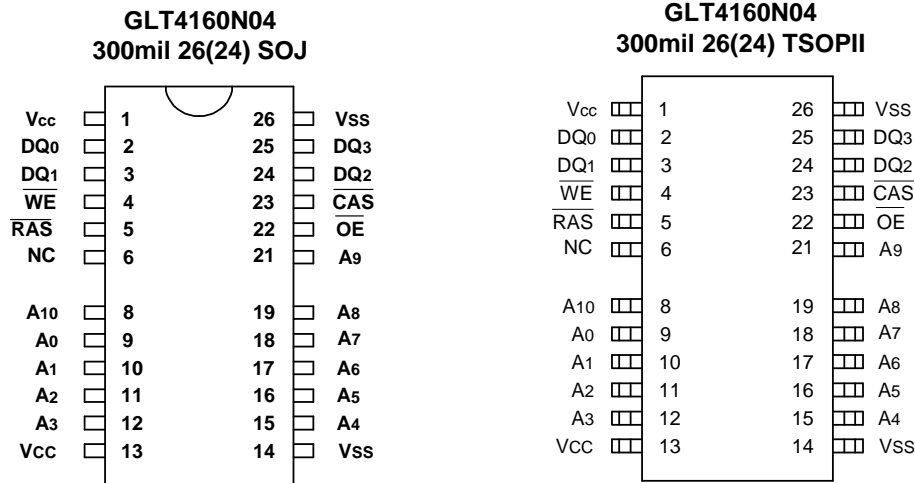 GLT4160N04
300mil 26(24) SOJ
Vcc 1 26 VSS
DQ0 2 25 DQ3
DQ1 3 24 DQ2
WE 4 23 CAS
RAS 5 22 OE
NC 6 21 A9
A10 8 19 A8
A0 9 18 A7
A1 10 17 A6
A2 11 16 A5
A3 12 15 A4
VCC 13 14 VSS
GLT4160N04
300mil 26(24) TSOPII
Vcc 1 26 VSS
DQ0 2 25 DQ3
DQ1 3 24 DQ2
WE 4 23 CAS
RAS 5 22 OE
NC 6 21 A9
A10 8 19 A8
A0 9 18 A7
A1 10 17 A6
A2 11 16 A5
A3 12 15 A4
VCC 13 14 VSS